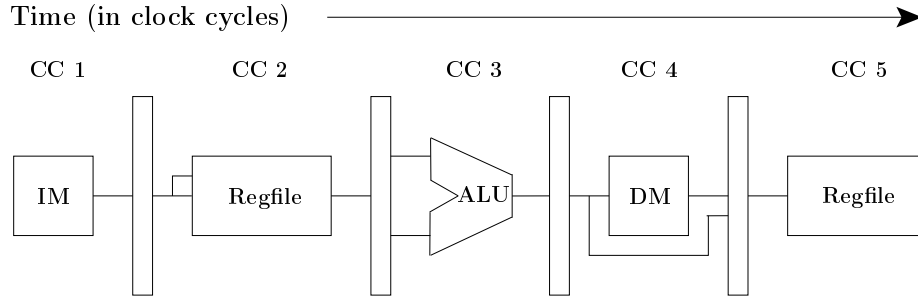 Time (in clock cycles)
CC 1 CC 2 CC 3 CC 4 CC 5
IM Regfile ALU DM Regfile